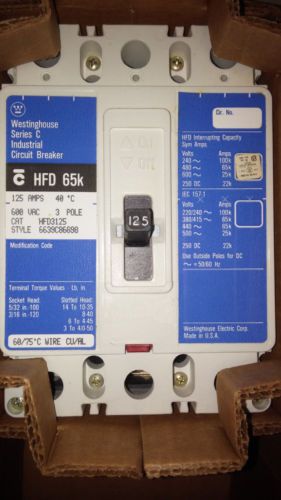 Westinghouse
Series C
Industrial
Circuit Breaker
C HFD 65k
125 AMPS 40 °C
600 VAC 3 POLE
CAT HFD3125
STYLE 6639C86G98
Modification Code
Terminal Torque Values - Lb. in.
Socket Head: Slotted Head:
5/32 in.-100 14 To 10-35
3/16 in.-120 8-40
6 To 4-45
3 To 4/0-50
60/75°C WIRE CU/AL
125
Cir. No.
HFD Interrupting Capacity
Sym Amps
Volts Amps
240 ~ 100k
480 ~ 65k
600 ~ 25k
250 DC 22k
IEC 157-1
Volts Amps
220/240 ~ 100k
380/415 ~ 65k
440 ~ 65k
500 ~ 25k
250 DC 22k
Use Outside Poles for DC
~ = 50/60 Hz
Westinghouse Electric Corp.
Made in U.S.A.